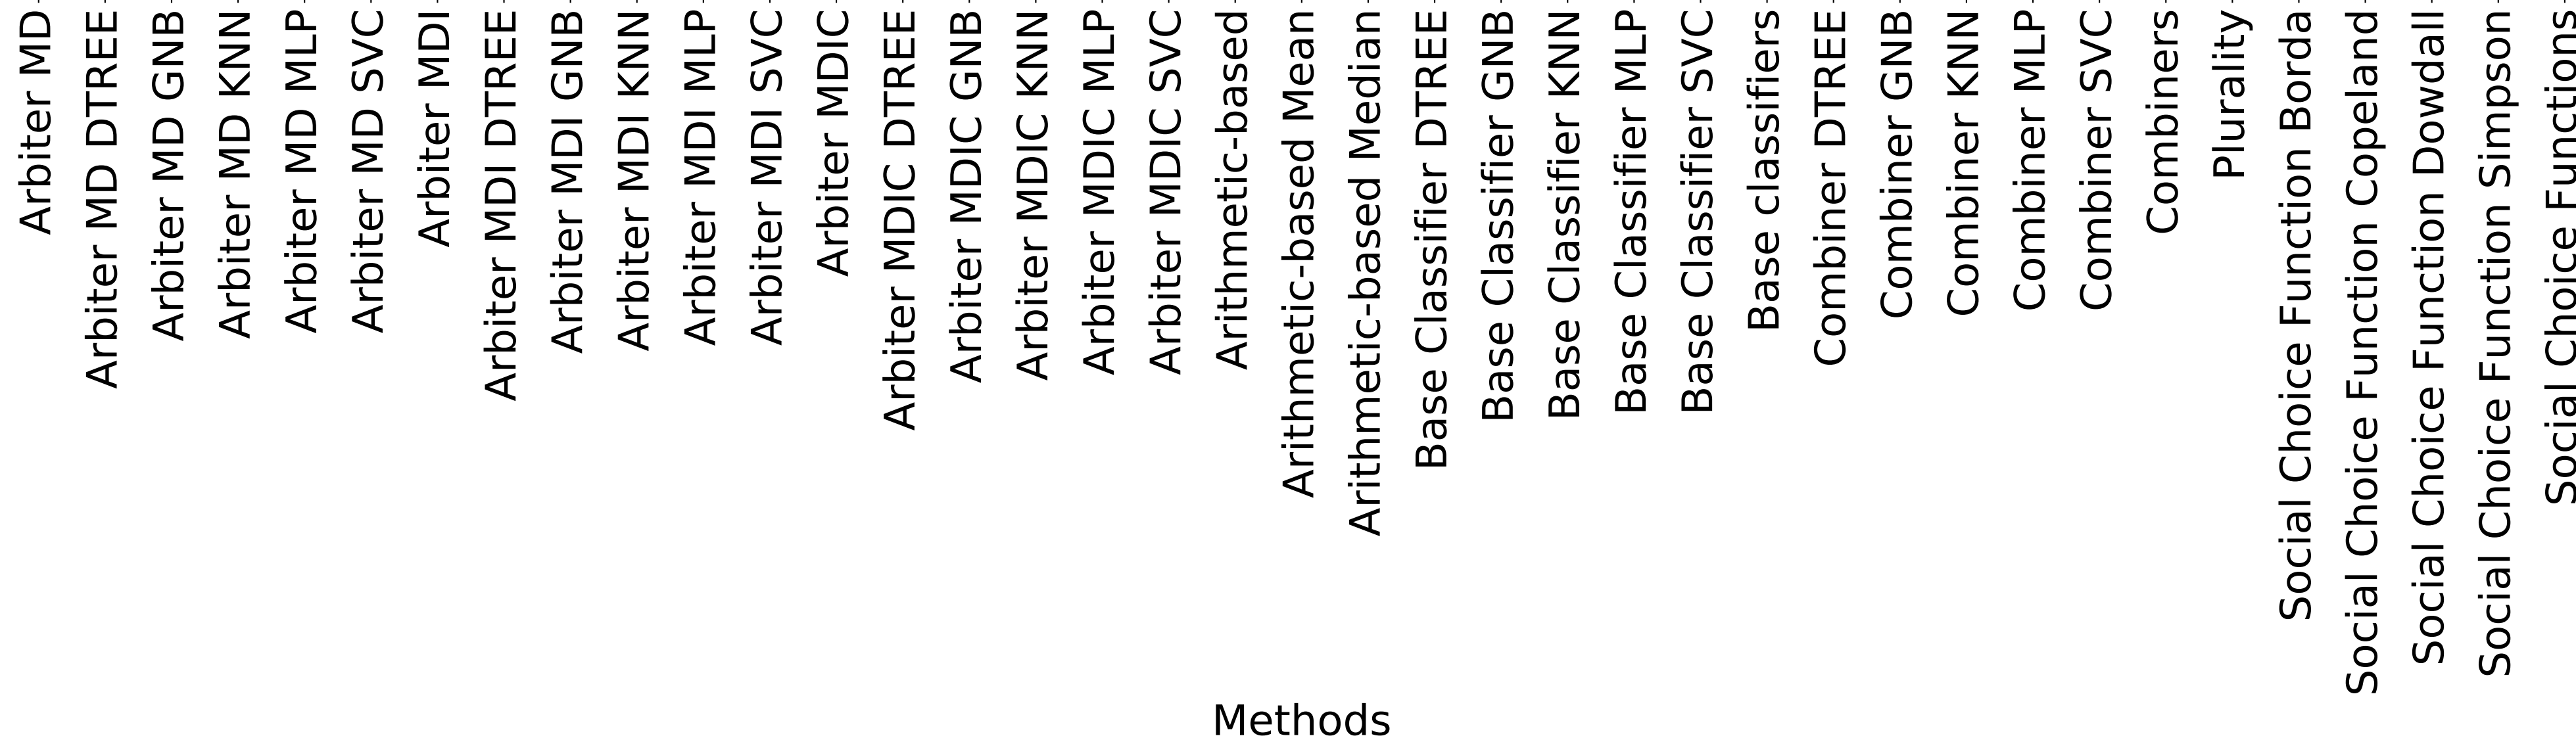 Arbiter MD
Arbiter MD DTREE
Arbiter MD GNB
Arbiter MD KNN
Arbiter MD MLP
Arbiter MD SVC
Arbiter MDI
Arbiter MDI DTREE
Arbiter MDI GNB
Arbiter MDI KNN
Arbiter MDI MLP
Arbiter MDI SVC
Arbiter MDIC
Arbiter MDIC DTREE
Arbiter MDIC GNB
Arbiter MDIC KNN
Arbiter MDIC MLP
Arbiter MDIC SVC
Arithmetic-based
Arithmetic-based Mean
Arithmetic-based Median
Base Classifier DTREE
Base Classifier GNB
Base Classifier KNN
Base Classifier MLP
Base Classifier SVC
Base classifiers
Combiner DTREE
Combiner GNB
Combiner KNN
Combiner MLP
Combiner SVC
Combiners
Plurality
Social Choice Function Borda
Social Choice Function Copeland
Social Choice Function Dowdall
Social Choice Function Simpson
Social Choice Functions
Methods